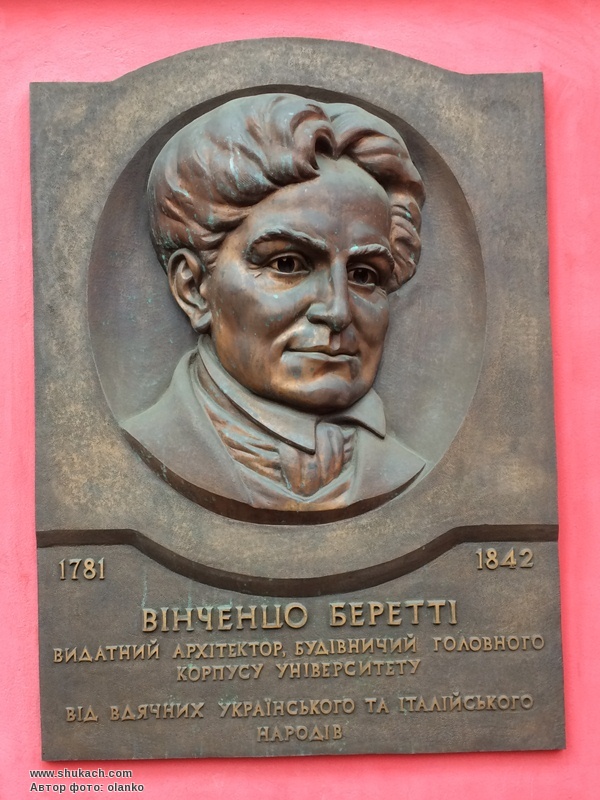 1781
1842
ВІНЧЕНЦО БЕРЕТТІ
ВИДАТНИЙ АРХІТЕКТОР, БУДІВНИЧИЙ ГОЛОВНОГО
КОРПУСУ УНІВЕРСИТЕТУ
ВІД ВДЯЧНИХ УКРАЇНСЬКОГО ТА ІТАЛІЙСЬКОГО
НАРОДІВ
www.shukach.com
Автор фото: olanko